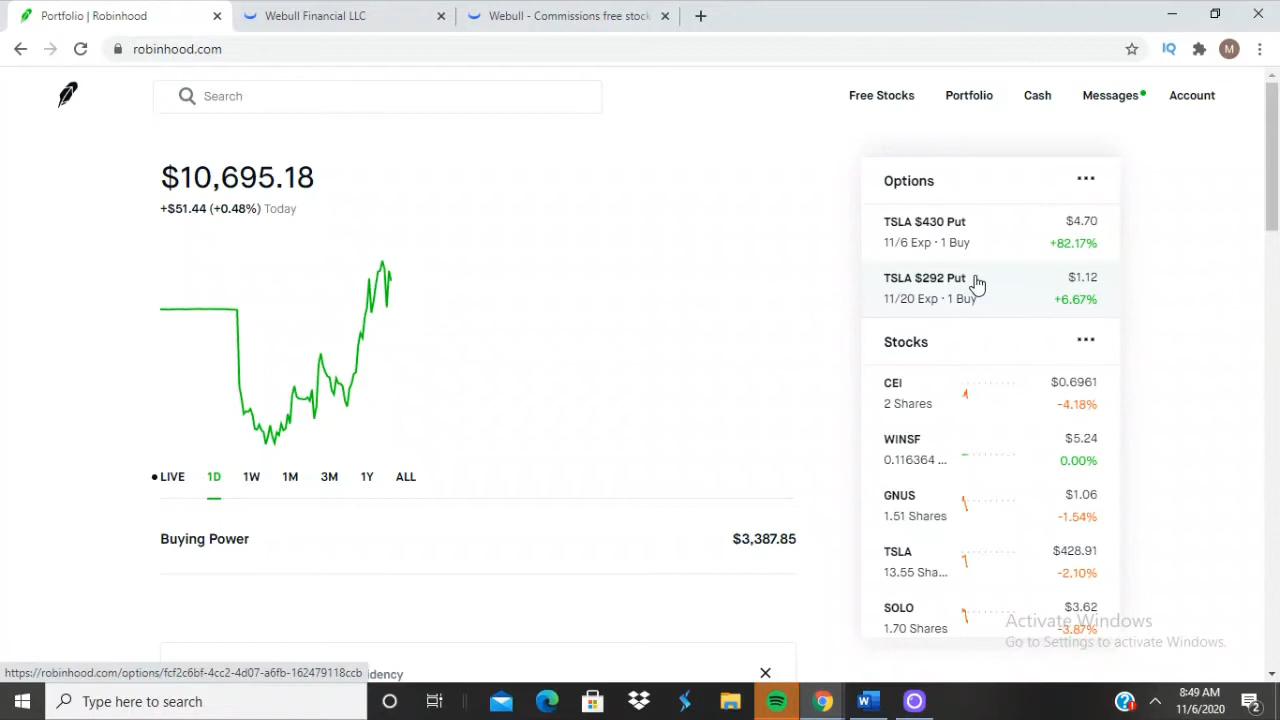 Portfolio | Robinhood
Webull Financial LLC
Webull - Commissions free stock
robinhood.com
IQ
M
Search
Free Stocks
Portfolio
Cash
Messages
Account
$10,695.18
+$51.44 (+0.48%) Today
LIVE
1D
1W
1M
3M
1Y
ALL
Buying Power
$3,387.85
Options
TSLA $430 Put
$4.70
11/6 Exp · 1 Buy
+82.17%
TSLA $292 Put
$1.12
11/20 Exp · 1 Buy
+6.67%
Stocks
CEI
$0.6961
2 Shares
-4.18%
WINSF
$5.24
0.116364 ...
0.00%
GNUS
$1.06
1.51 Shares
-1.54%
TSLA
$428.91
13.55 Sha...
-2.10%
SOLO
$3.62
1.70 Shares
-3.87%
Activate Windows
Go to Settings to activate Windows.
https://robinhood.com/options/fcf2c6bf-4cc2-4d07-a6fb-162479118ccb
idency
Type here to search
8:49 AM
11/6/2020
2